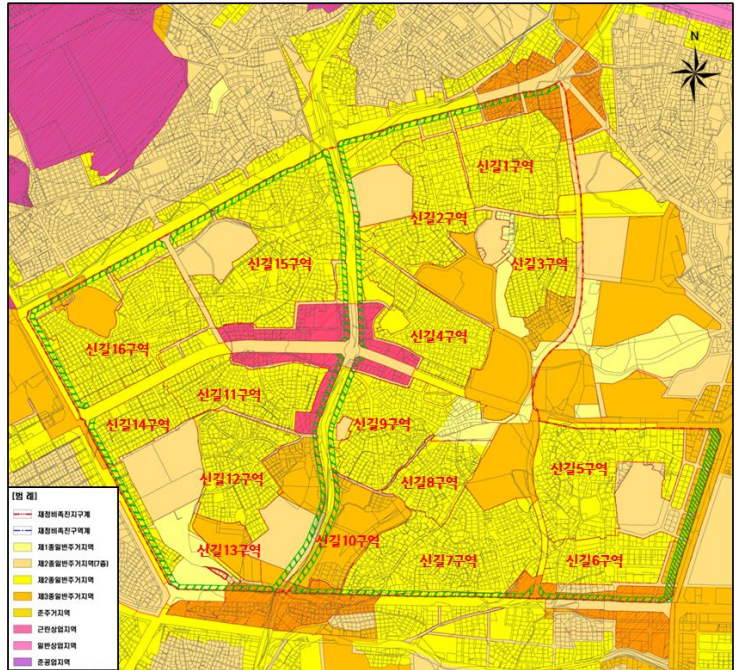 N
신길1구역
신길2구역
신길3구역
신길15구역
신길4구역
신길16구역
신길11구역
신길14구역
신길9구역
신길5구역
신길12구역
신길8구역
신길13구역
신길10구역
신길7구역
신길6구역
[범 례]
재정비촉진지구계
재정비촉진구역계
제1종일반주거지역
제2종일반주거지역(7층)
제2종일반주거지역
제3종일반주거지역
준주거지역
근린상업지역
일반상업지역
준공업지역